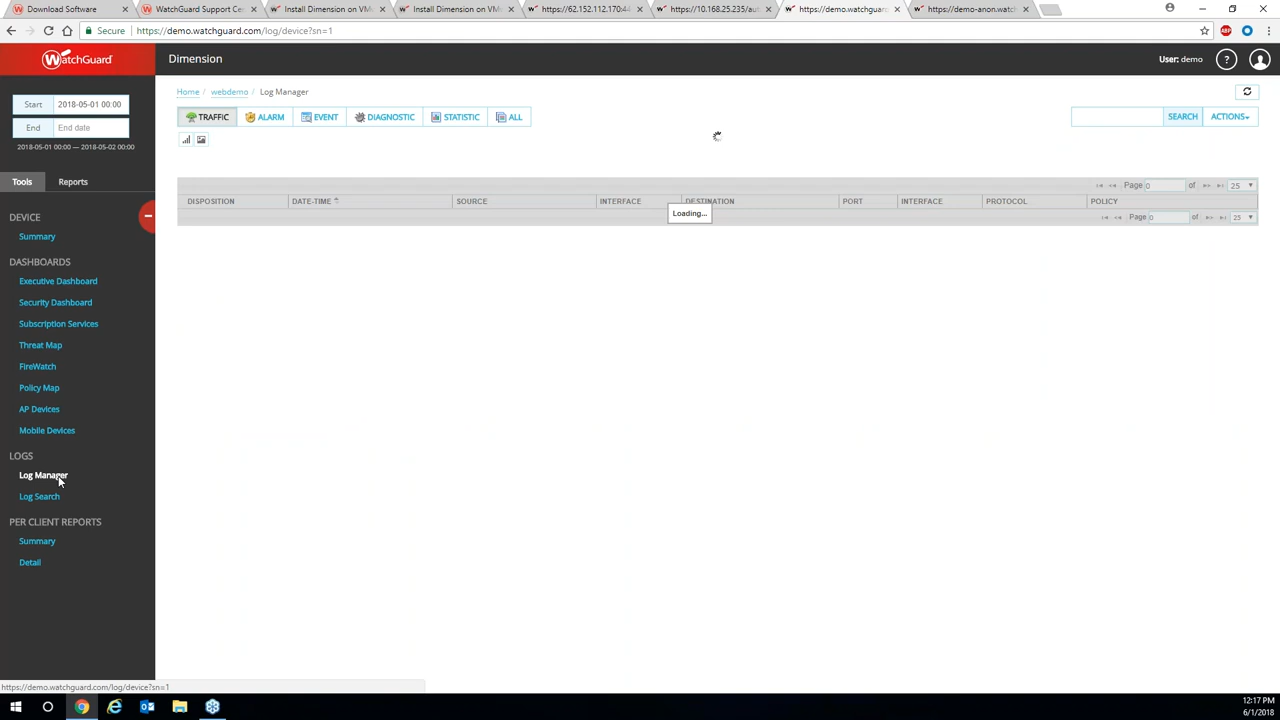 Download Software
WatchGuard Support Ce
Install Dimension on VM
Install Dimension on VM
https://62.152.112.170:44
https://10.168.25.235/au
https://demo.watchguar
https://demo-anon.watc
Secure
https://demo.watchguard.com/log/device?sn=1
WatchGuard
Dimension
User: demo
?
Start
2018-05-01 00:00
End
End date
2018-05-01 00:00 — 2018-05-02 00:00
Home / webdemo / Log Manager
TRAFFIC
ALARM
EVENT
DIAGNOSTIC
STATISTIC
ALL
SEARCH
ACTIONS
Page 0 of 25
DISPOSITION
DATE-TIME
SOURCE
INTERFACE
DESTINATION
PORT
INTERFACE
PROTOCOL
POLICY
Loading...
Page 0 of 25
Tools
Reports
DEVICE
Summary
DASHBOARDS
Executive Dashboard
Security Dashboard
Subscription Services
Threat Map
FireWatch
Policy Map
AP Devices
Mobile Devices
LOGS
Log Manager
Log Search
PER CLIENT REPORTS
Summary
Detail
https://demo.watchguard.com/log/device?sn=1
12:17 PM
6/1/2018